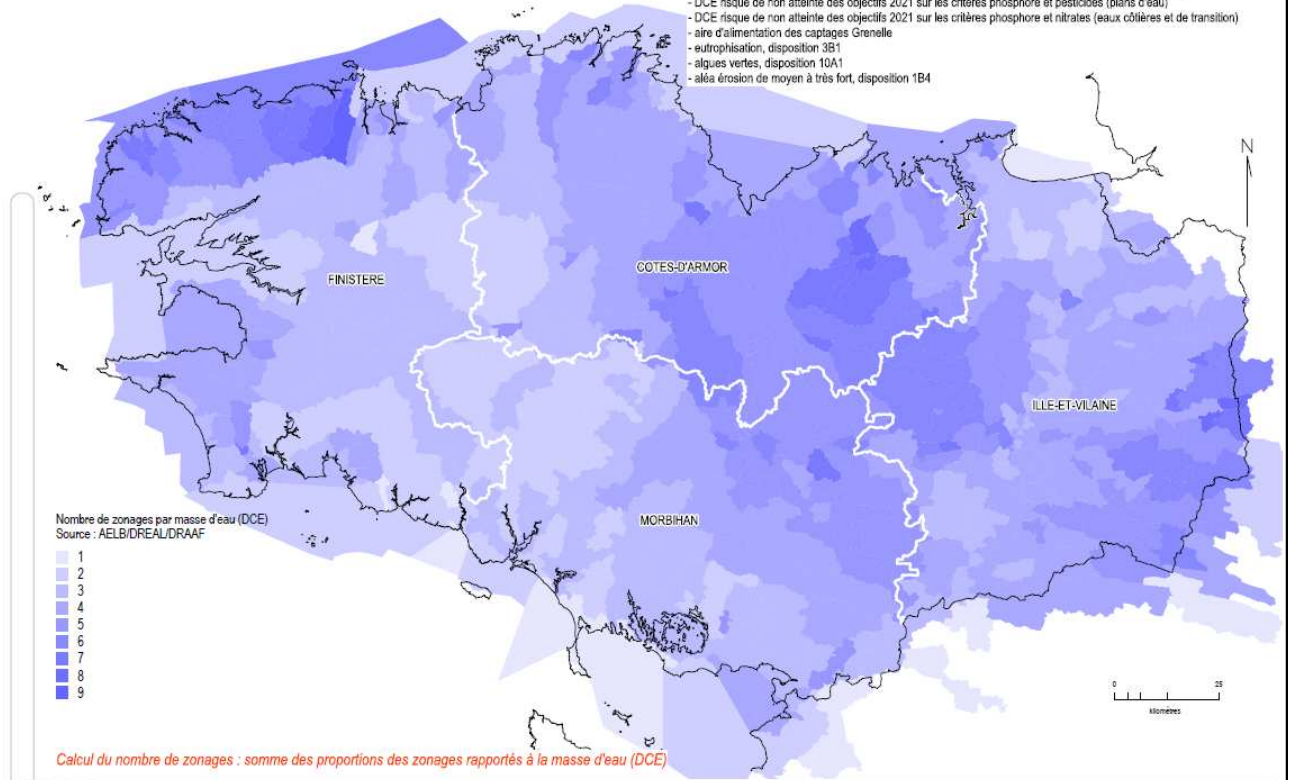 - DCE risque de non atteinte des objectifs 2021 sur les critères phosphore et pesticides (plans d'eau)
- DCE risque de non atteinte des objectifs 2021 sur les critères phosphore et nitrates (eaux côtières et de transition)
- aire d'alimentation des captages Grenelle
- eutrophisation, disposition 3B1
- algues vertes, disposition 10A1
- aléa érosion de moyen à très fort, disposition 1B4
N
FINISTERE
COTES-D'ARMOR
ILLE-ET-VILAINE
MORBIHAN
Nombre de zonages par masse d'eau (DCE)
Source : AELB/DREAL/DRAAF
1
2
3
4
5
6
7
8
9
0 25
kilomètres
Calcul du nombre de zonages : somme des proportions des zonages rapportés à la masse d'eau (DCE)